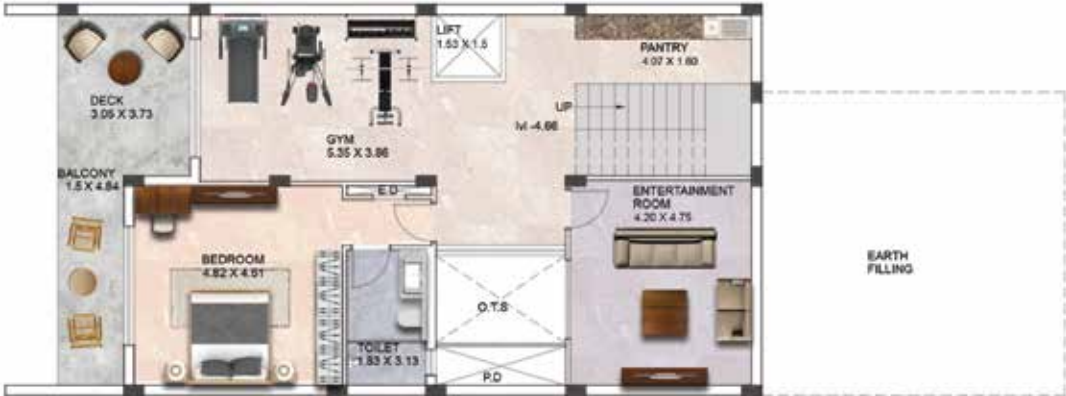 LIFT
1.53 X 1.5
PANTRY
4.07 X 1.60
DECK
3.05 X 3.73
UP
lvl -4.66
GYM
5.35 X 3.86
BALCONY
1.5 X 4.84
E.D
ENTERTAINMENT
ROOM
4.20 X 4.75
BEDROOM
4.82 X 4.51
EARTH
FILLING
O.T.S
TOILET
1.83 X 3.13
P.D